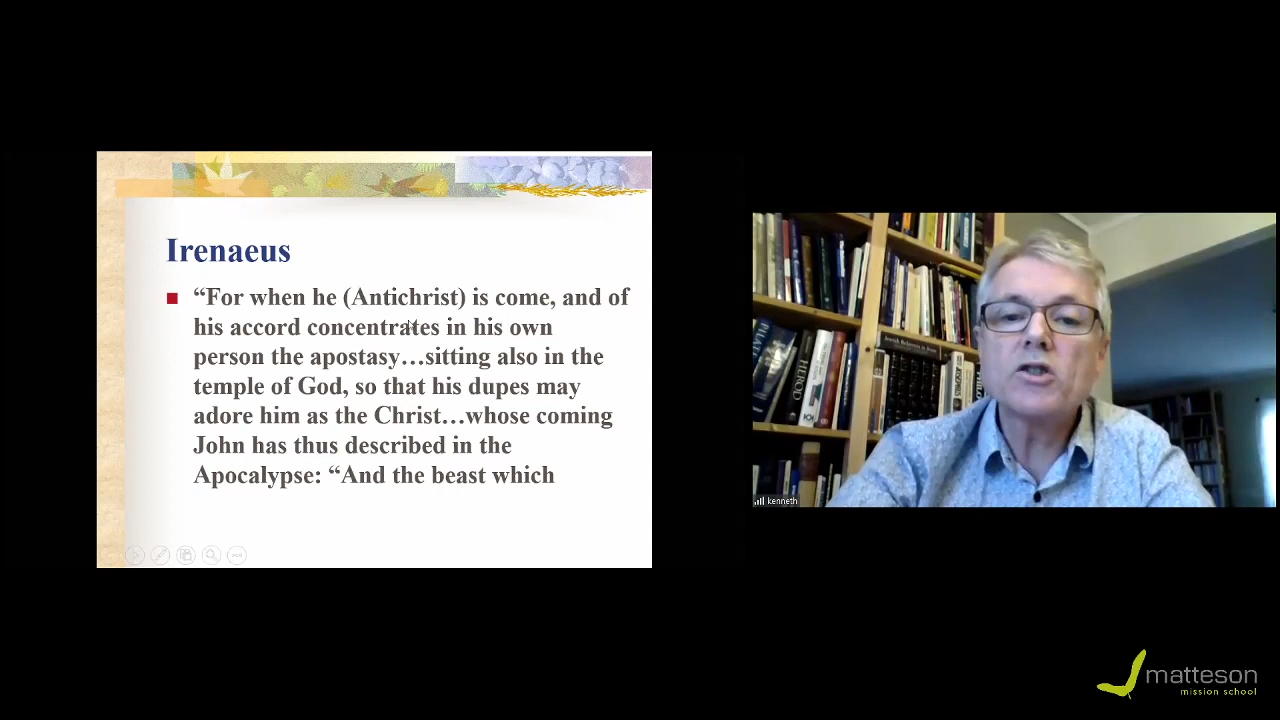 Irenaeus
“For when he (Antichrist) is come, and of
his accord concentrates in his own
person the apostasy…sitting also in the
temple of God, so that his dupes may
adore him as the Christ…whose coming
John has thus described in the
Apocalypse: “And the beast which
PILATE
HEROD
kenneth
matteson
mission school